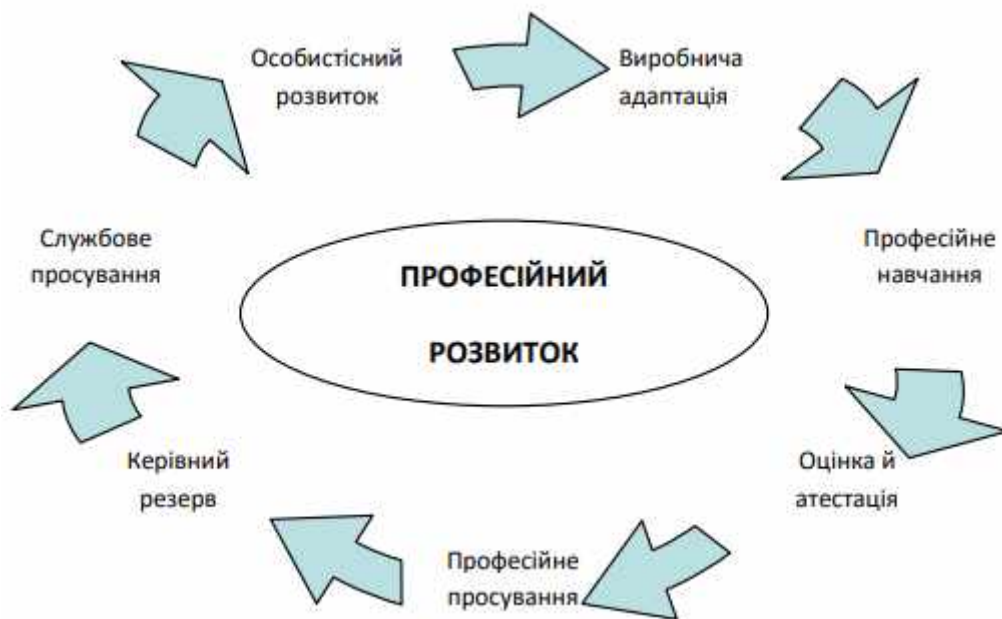 Особистісний
розвиток
Виробнича
адаптація
Службове
просування
Професійне
навчання
ПРОФЕСІЙНИЙ
РОЗВИТОК
Керівний
резерв
Оцінка й
атестація
Професійне
просування